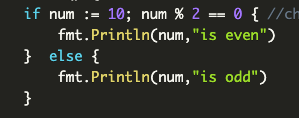 if num := 10; num % 2 == 0 { //ch
    fmt.Println(num,"is even")
}  else {
    fmt.Println(num,"is odd")
}